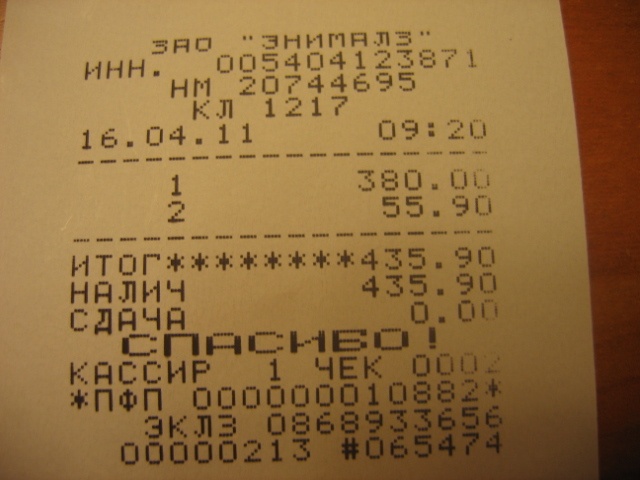 ЗАО "ЭНИМАЛЗ"
ИНН. 005404123871
НМ 20744695
КЛ 1217
16.04.11 09:20
1 380.00
2 55.90
ИТОГ********435.90
НАЛИЧ 435.90
СДАЧА 0.00
СПАСИБО!
КАССИР 1 ЧЕК 0002
*ПФП 000000010882*
ЭКЛЗ 0868933656
00000213 #065474